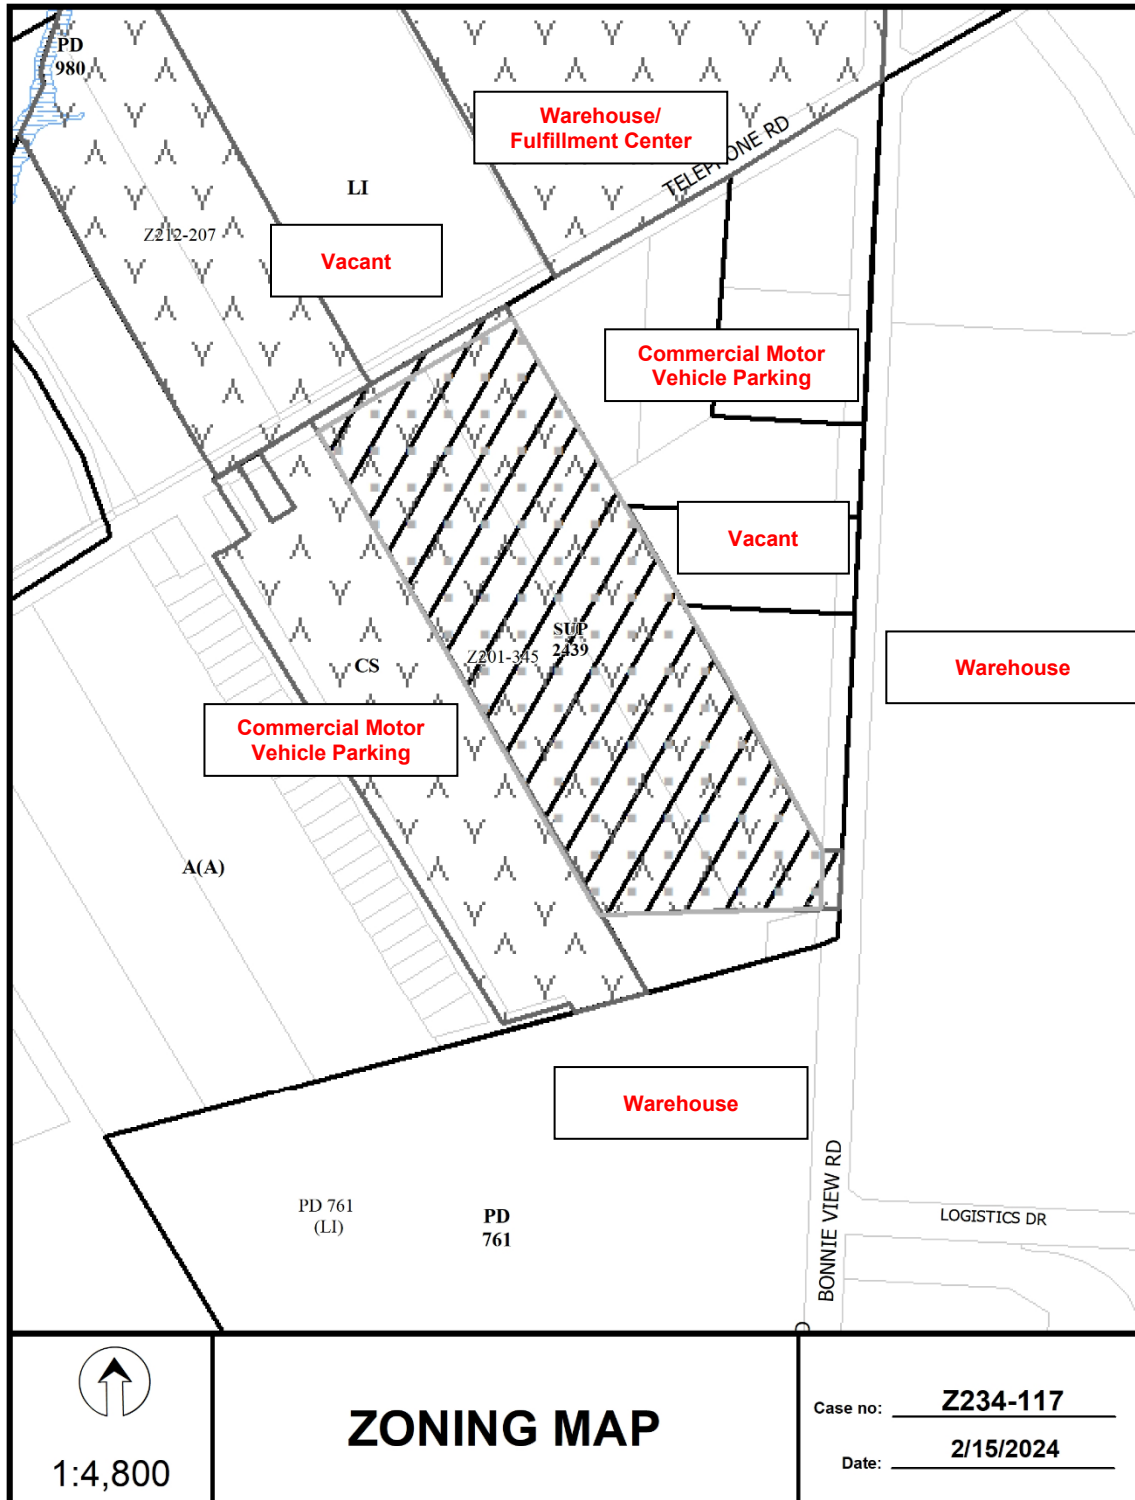 PD
980
Warehouse/
Fulfillment Center
TELEPHONE RD
LI
Z212-207
Vacant
Commercial Motor
Vehicle Parking
Vacant
SUP
2439
Z201-345
CS
Warehouse
Commercial Motor
Vehicle Parking
A(A)
Warehouse
PD 761
(LI)
PD
761
BONNIE VIEW RD
LOGISTICS DR
1:4,800
ZONING MAP
Case no: Z234-117
Date: 2/15/2024